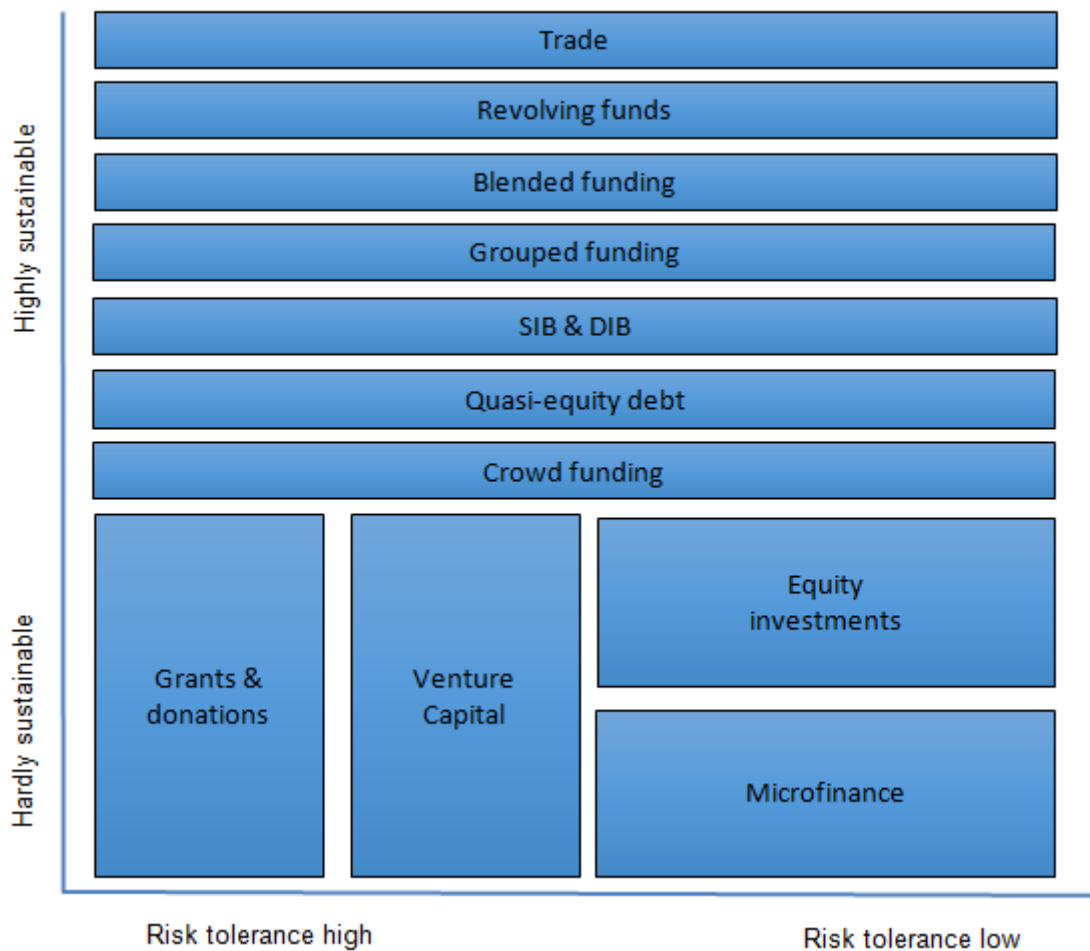 Trade
Revolving funds
Blended funding
Grouped funding
SIB & DIB
Quasi-equity debt
Crowd funding
Grants &
donations
Venture
Capital
Equity
investments
Microfinance
Highly sustainable
Hardly sustainable
Risk tolerance high
Risk tolerance low